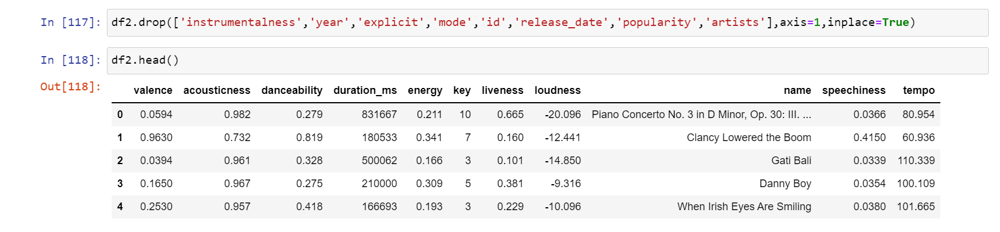 In [117]: df2.drop(['instrumentalness','year','explicit','mode','id','release_date','popularity','artists'],axis=1,inplace=True)
In [118]: df2.head()
Out[118]:
valence acousticness danceability duration_ms energy key liveness loudness name speechiness tempo
0 0.0594 0.982 0.279 831667 0.211 10 0.665 -20.096 Piano Concerto No. 3 in D Minor, Op. 30: III. ... 0.0366 80.954
1 0.9630 0.732 0.819 180533 0.341 7 0.160 -12.441 Clancy Lowered the Boom 0.4150 60.936
2 0.0394 0.961 0.328 500062 0.166 3 0.101 -14.850 Gati Bali 0.0339 110.339
3 0.1650 0.967 0.275 210000 0.309 5 0.381 -9.316 Danny Boy 0.0354 100.109
4 0.2530 0.957 0.418 166693 0.193 3 0.229 -10.096 When Irish Eyes Are Smiling 0.0380 101.665